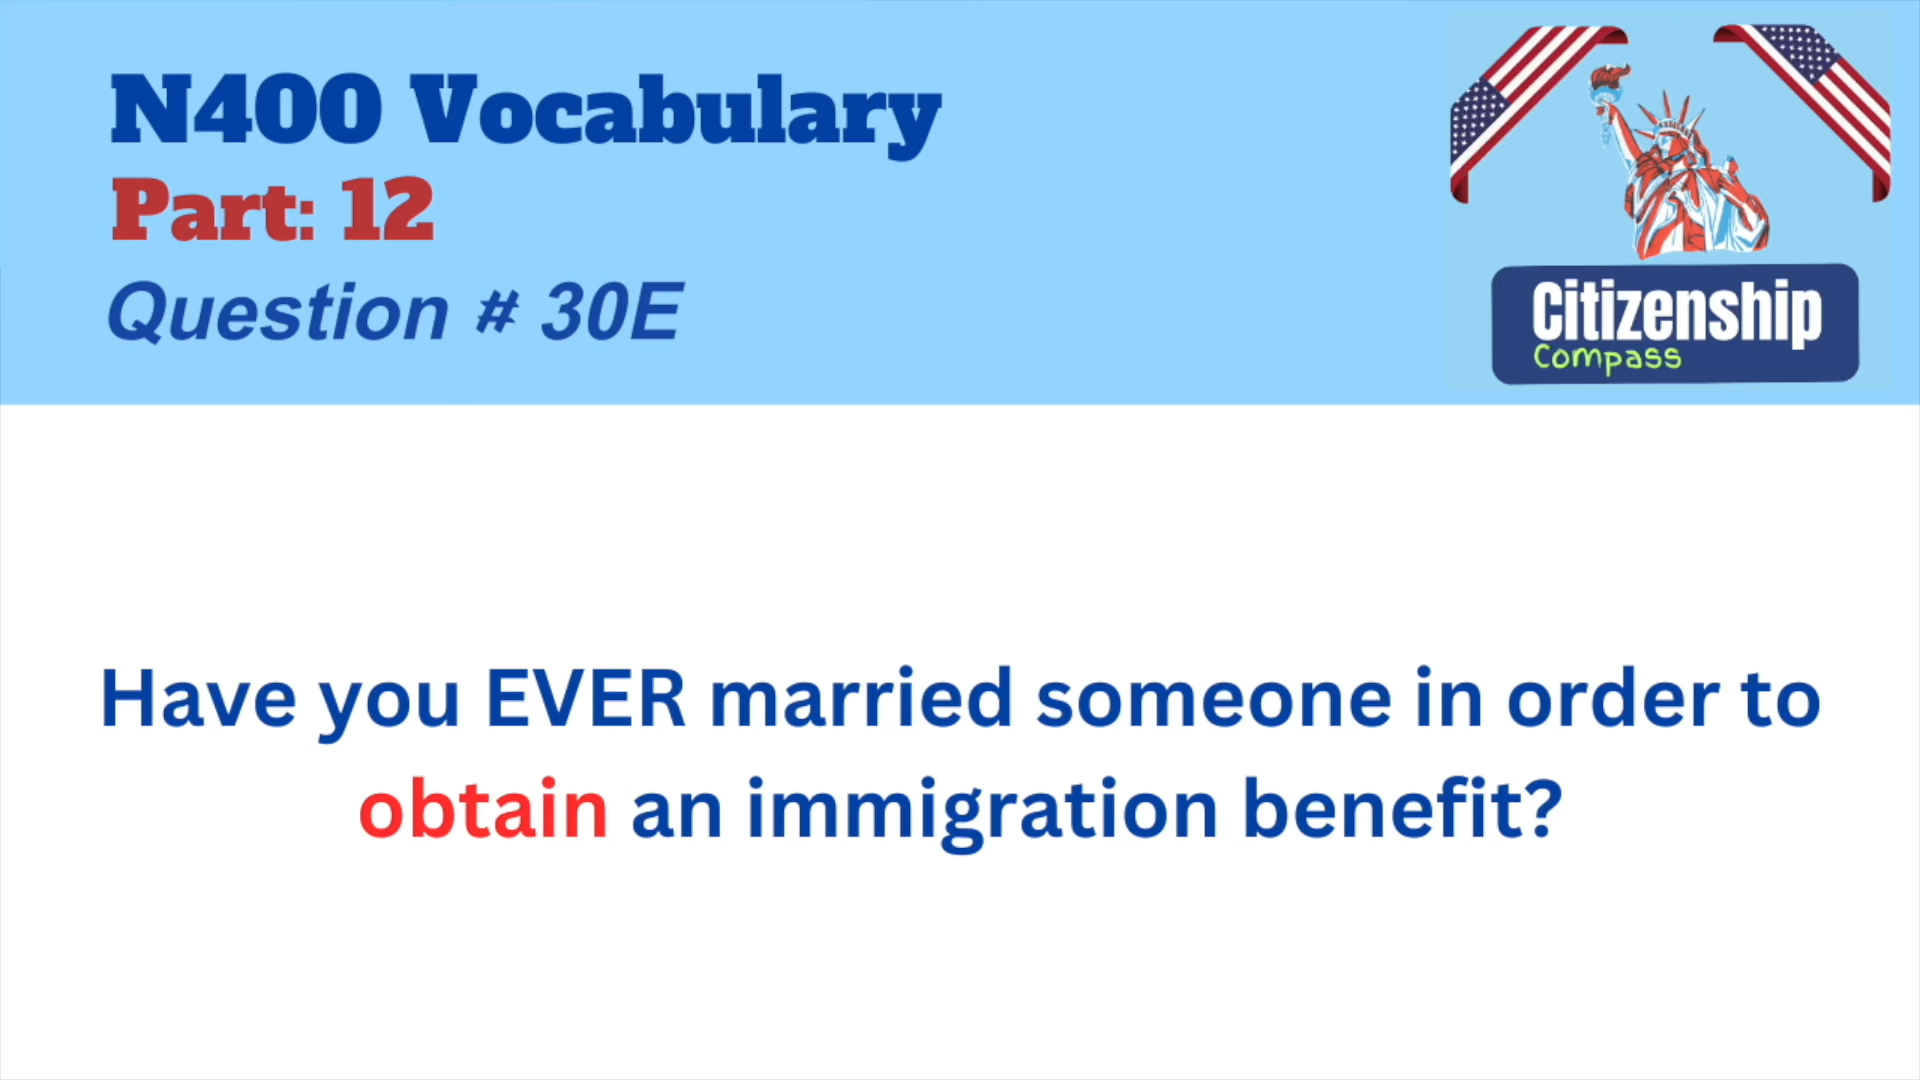 N400 Vocabulary
Part: 12
Question # 30E
Citizenship
Compass
Have you EVER married someone in order to
obtain an immigration benefit?